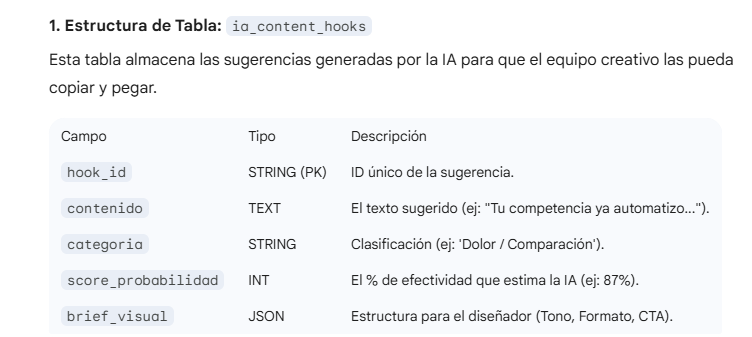 1. Estructura de Tabla: ia_content_hooks
Esta tabla almacena las sugerencias generadas por la IA para que el equipo creativo las pueda
copiar y pegar.
Campo Tipo Descripción
hook_id STRING (PK) ID único de la sugerencia.
contenido TEXT El texto sugerido (ej: "Tu competencia ya automatizo...").
categoria STRING Clasificación (ej: 'Dolor / Comparación').
score_probabilidad INT El % de efectividad que estima la IA (ej: 87%).
brief_visual JSON Estructura para el diseñador (Tono, Formato, CTA).